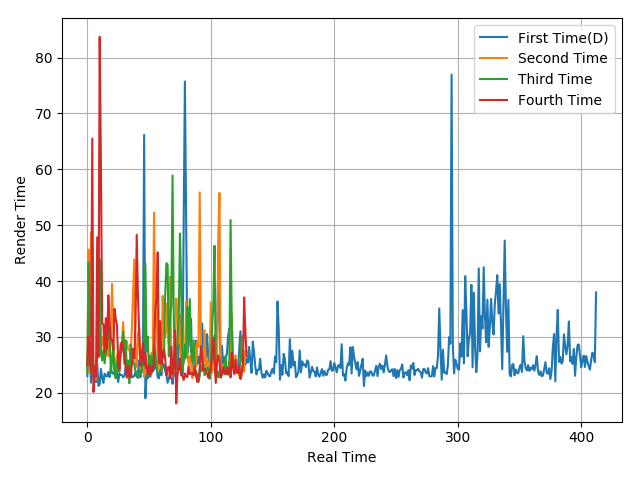 First Time(D)
Second Time
Third Time
Fourth Time
80
70
60
50
40
30
20
Render Time
0
100
200
300
400
Real Time